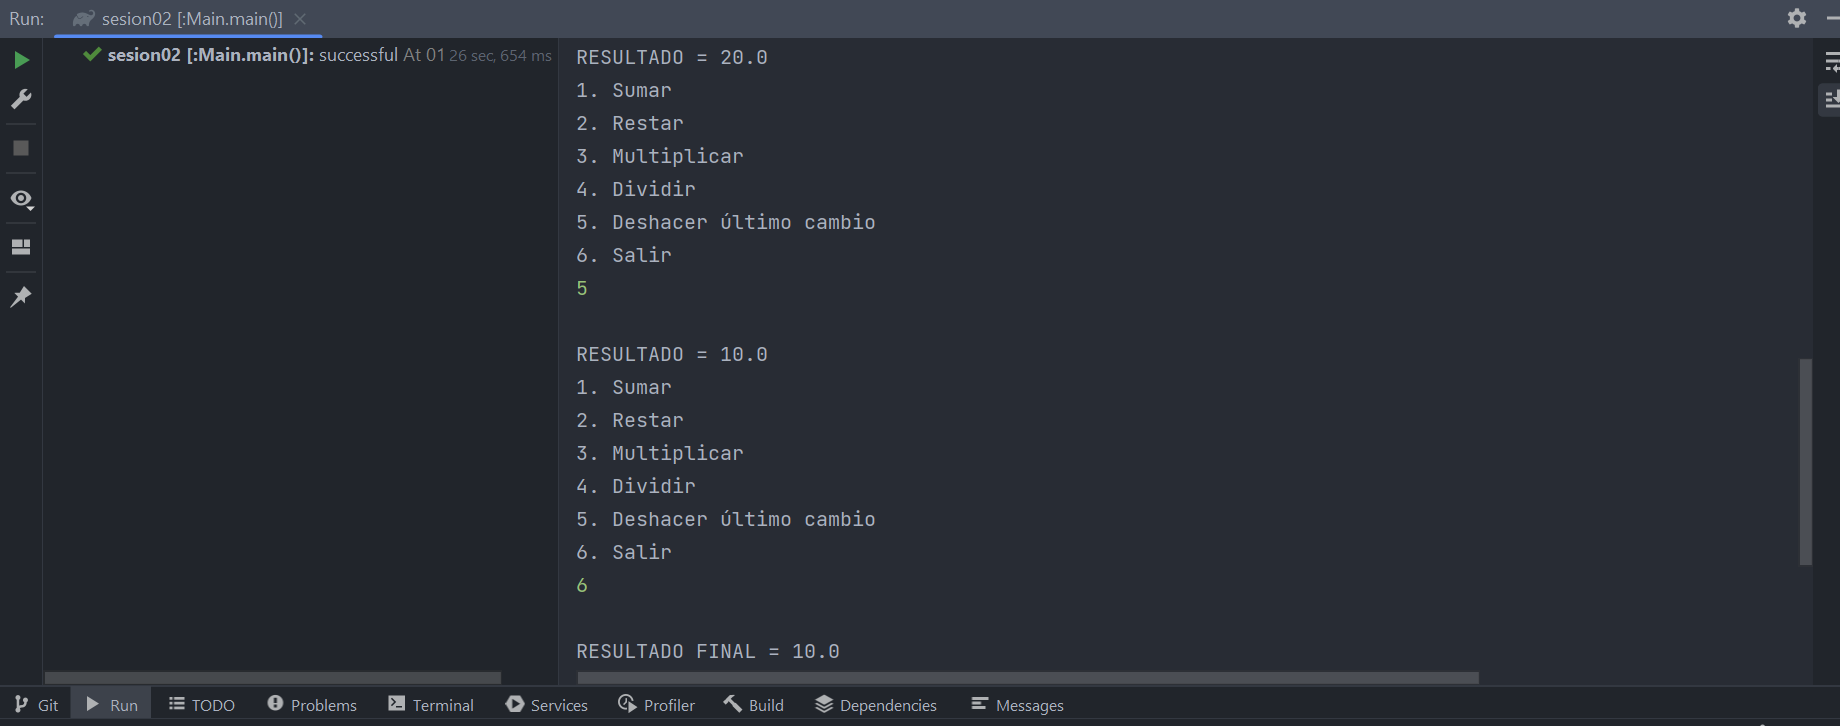 Run: sesion02 [:Main.main()]
sesion02 [:Main.main()]: successful At 01 26 sec, 654 ms
RESULTADO = 20.0
1. Sumar
2. Restar
3. Multiplicar
4. Dividir
5. Deshacer último cambio
6. Salir
5
RESULTADO = 10.0
1. Sumar
2. Restar
3. Multiplicar
4. Dividir
5. Deshacer último cambio
6. Salir
6
RESULTADO FINAL = 10.0
Git Run TODO Problems Terminal Services Profiler Build Dependencies Messages